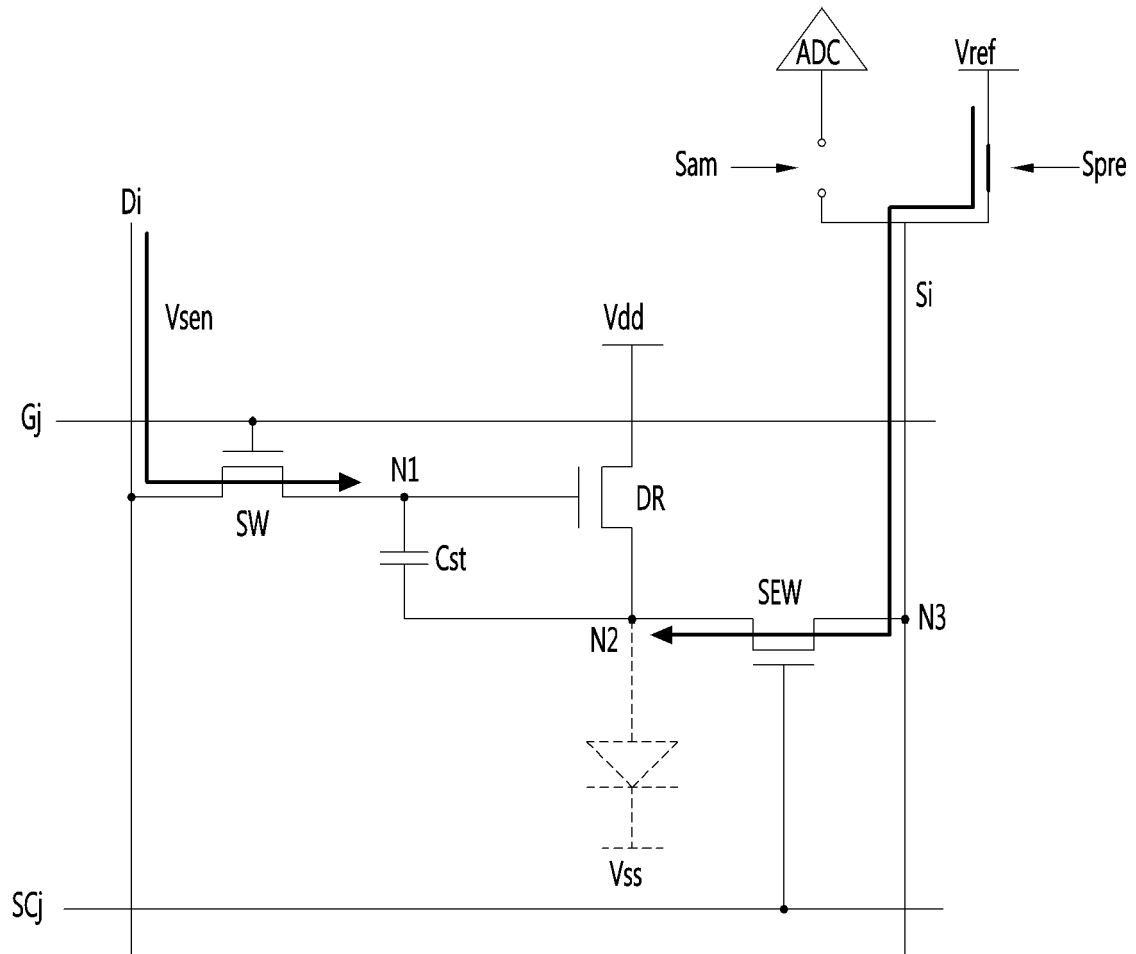 ADC
Vref
Sam
Spre
Di
Si
Vsen
Vdd
Gj
N1
DR
SW
Cst
SEW
N2
N3
Vss
SCj